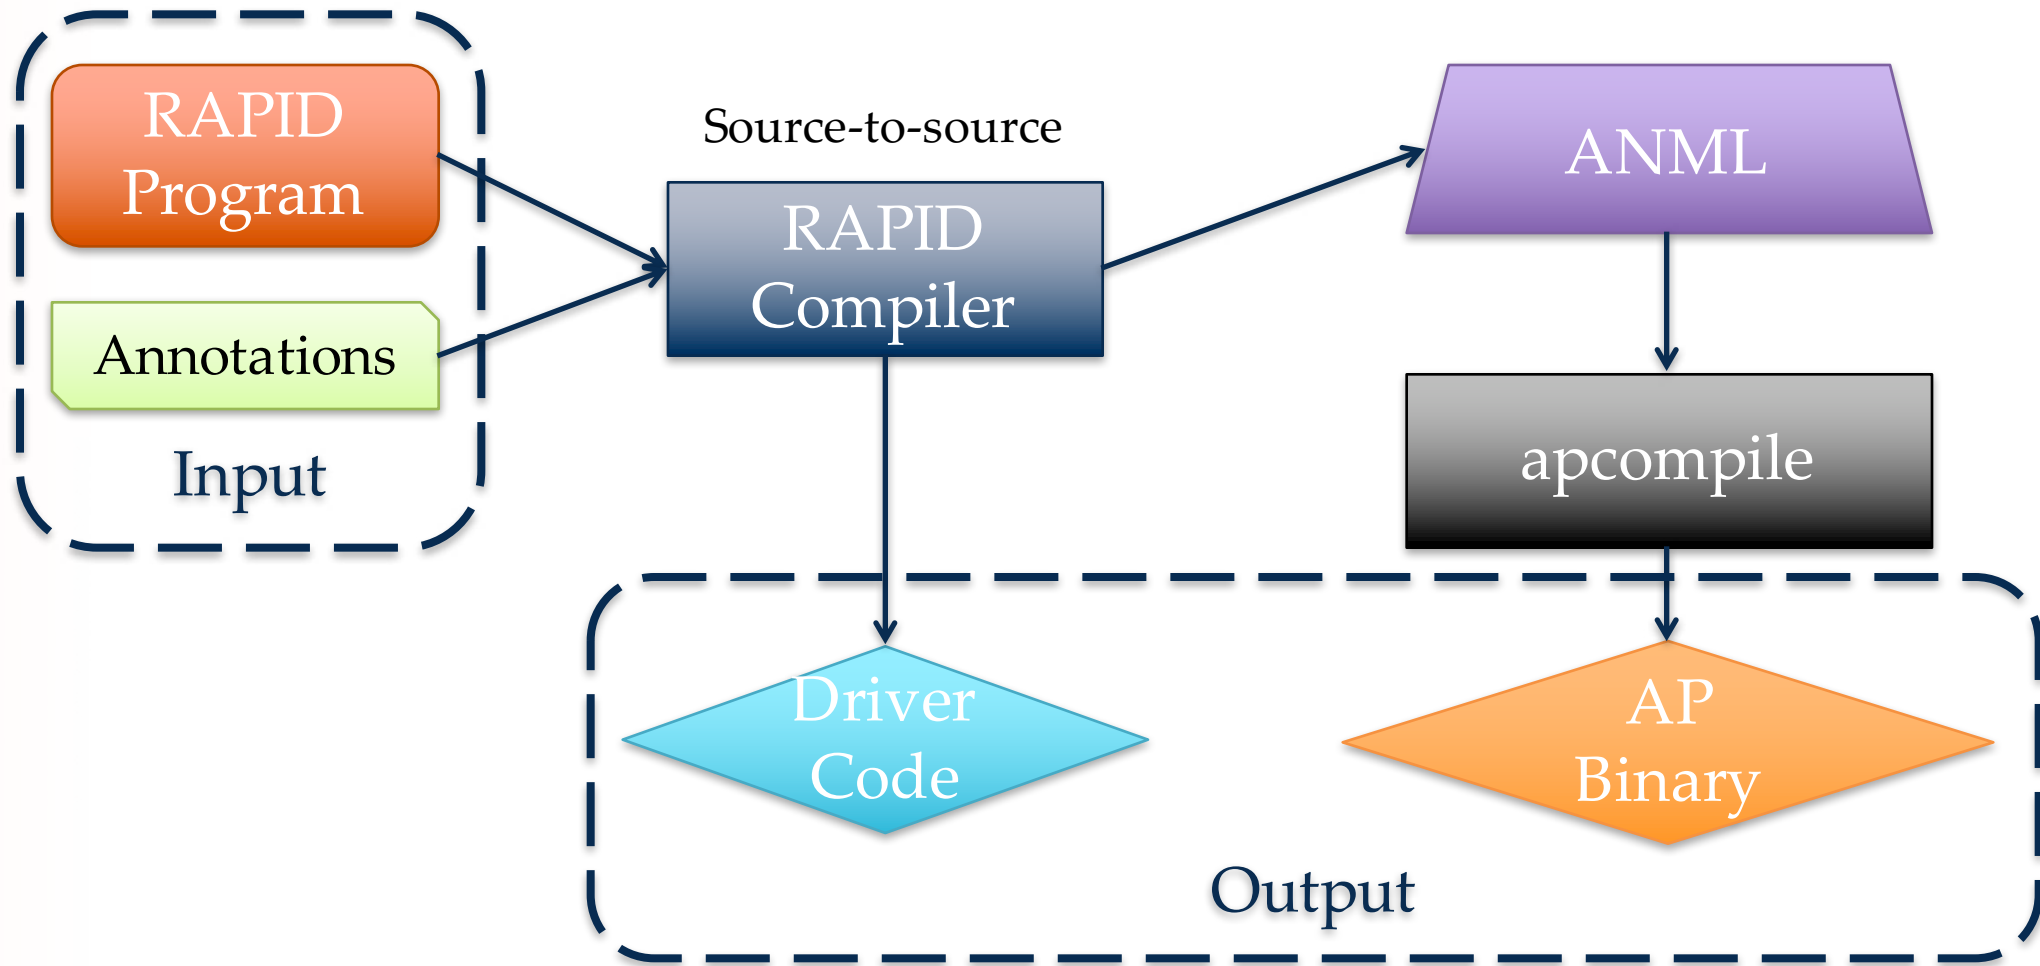 RAPID
Program
Annotations
Input
Source-to-source
RAPID
Compiler
ANML
apcompile
Driver
Code
AP
Binary
Output